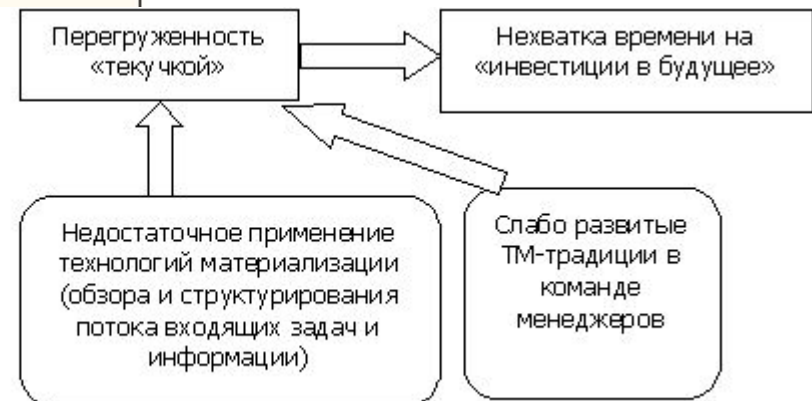 Перегруженность
«текучкой»
Нехватка времени на
«инвестиции в будущее»
Недостаточное применение
технологий материализации
(обзора и структурирования
потока входящих задач и
информации)
Слабо развитые
ТМ-традиции в
команде
менеджеров